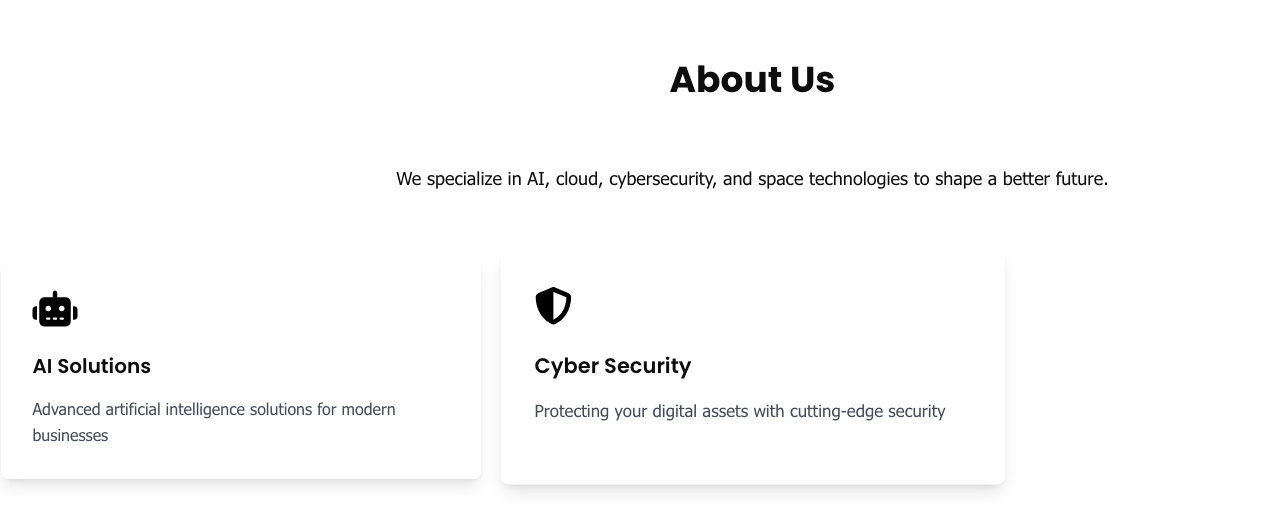 About Us
We specialize in AI, cloud, cybersecurity, and space technologies to shape a better future.
AI Solutions
Advanced artificial intelligence solutions for modern
businesses
Cyber Security
Protecting your digital assets with cutting-edge security